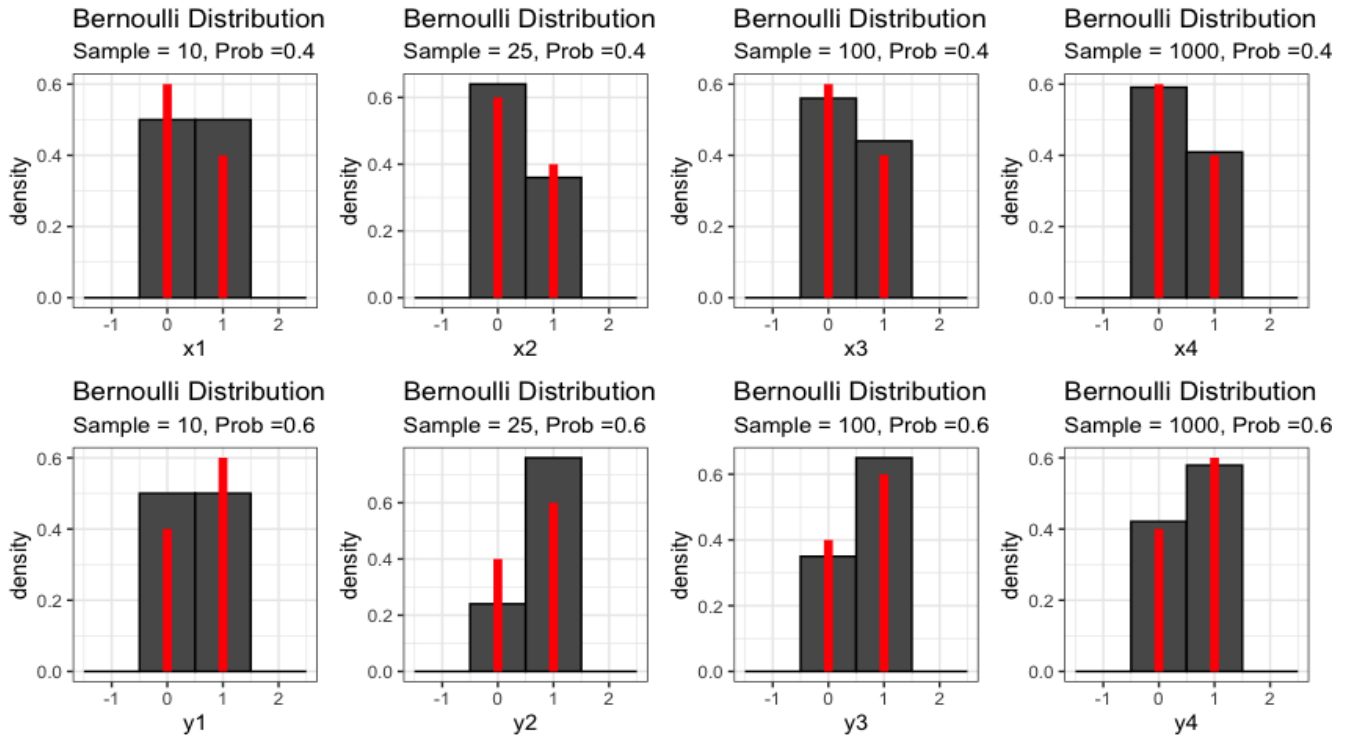 Bernoulli Distribution
Sample = 10, Prob =0.4
density
0.6
0.4
0.2
0.0
-1 0 1 2
x1
Bernoulli Distribution
Sample = 25, Prob =0.4
density
0.6
0.4
0.2
0.0
-1 0 1 2
x2
Bernoulli Distribution
Sample = 100, Prob =0.4
density
0.6
0.4
0.2
0.0
-1 0 1 2
x3
Bernoulli Distribution
Sample = 1000, Prob =0.4
density
0.6
0.4
0.2
0.0
-1 0 1 2
x4
Bernoulli Distribution
Sample = 10, Prob =0.6
density
0.6
0.4
0.2
0.0
-1 0 1 2
y1
Bernoulli Distribution
Sample = 25, Prob =0.6
density
0.6
0.4
0.2
0.0
-1 0 1 2
y2
Bernoulli Distribution
Sample = 100, Prob =0.6
density
0.6
0.4
0.2
0.0
-1 0 1 2
y3
Bernoulli Distribution
Sample = 1000, Prob =0.6
density
0.6
0.4
0.2
0.0
-1 0 1 2
y4